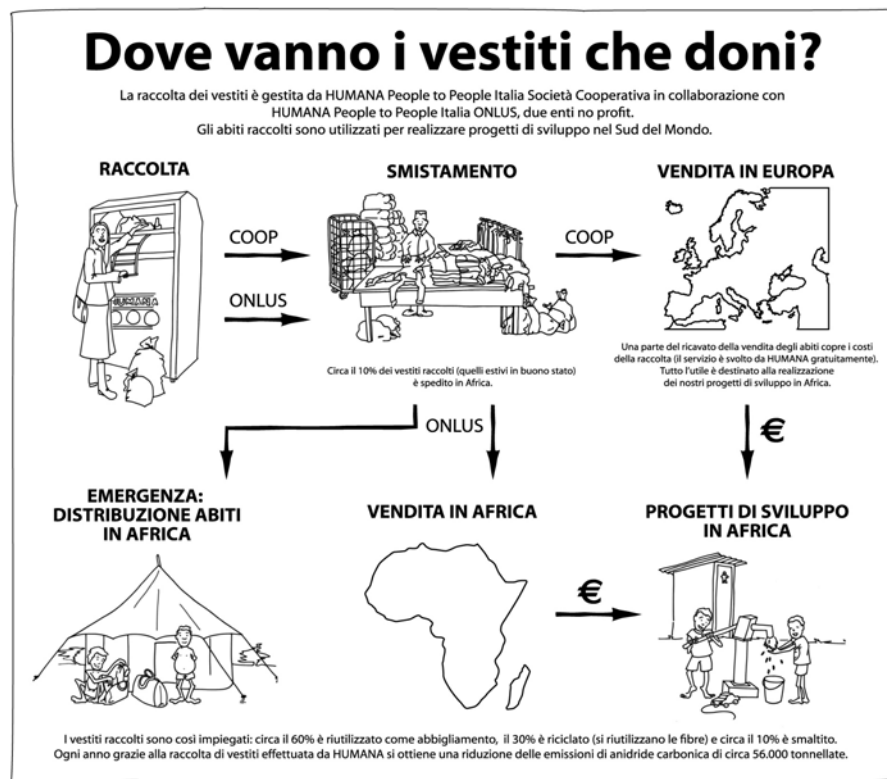 Dove vanno i vestiti che doni?
La raccolta dei vestiti è gestita da HUMANA People to People Italia Società Cooperativa in collaborazione con
HUMANA People to People Italia ONLUS, due enti no profit.
Gli abiti raccolti sono utilizzati per realizzare progetti di sviluppo nel Sud del Mondo.
RACCOLTA
SMISTAMENTO
VENDITA IN EUROPA
COOP
COOP
ONLUS
HUMANA
Circa il 10% dei vestiti raccolti (quelli estivi in buono stato)
è spedito in Africa.
Una parte del ricavato della vendita degli abiti copre i costi
della raccolta (il servizio è svolto da HUMANA gratuitamente).
Tutto l'utile è destinato alla realizzazione
dei nostri progetti di sviluppo in Africa.
ONLUS
€
EMERGENZA:
DISTRIBUZIONE ABITI
IN AFRICA
VENDITA IN AFRICA
PROGETTI DI SVILUPPO
IN AFRICA
€
I vestiti raccolti sono così impiegati: circa il 60% è riutilizzato come abbigliamento, il 30% è riciclato (si riutilizzano le fibre) e circa il 10% è smaltito.
Ogni anno grazie alla raccolta di vestiti effettuata da HUMANA si ottiene una riduzione delle emissioni di anidride carbonica di circa 56.000 tonnellate.